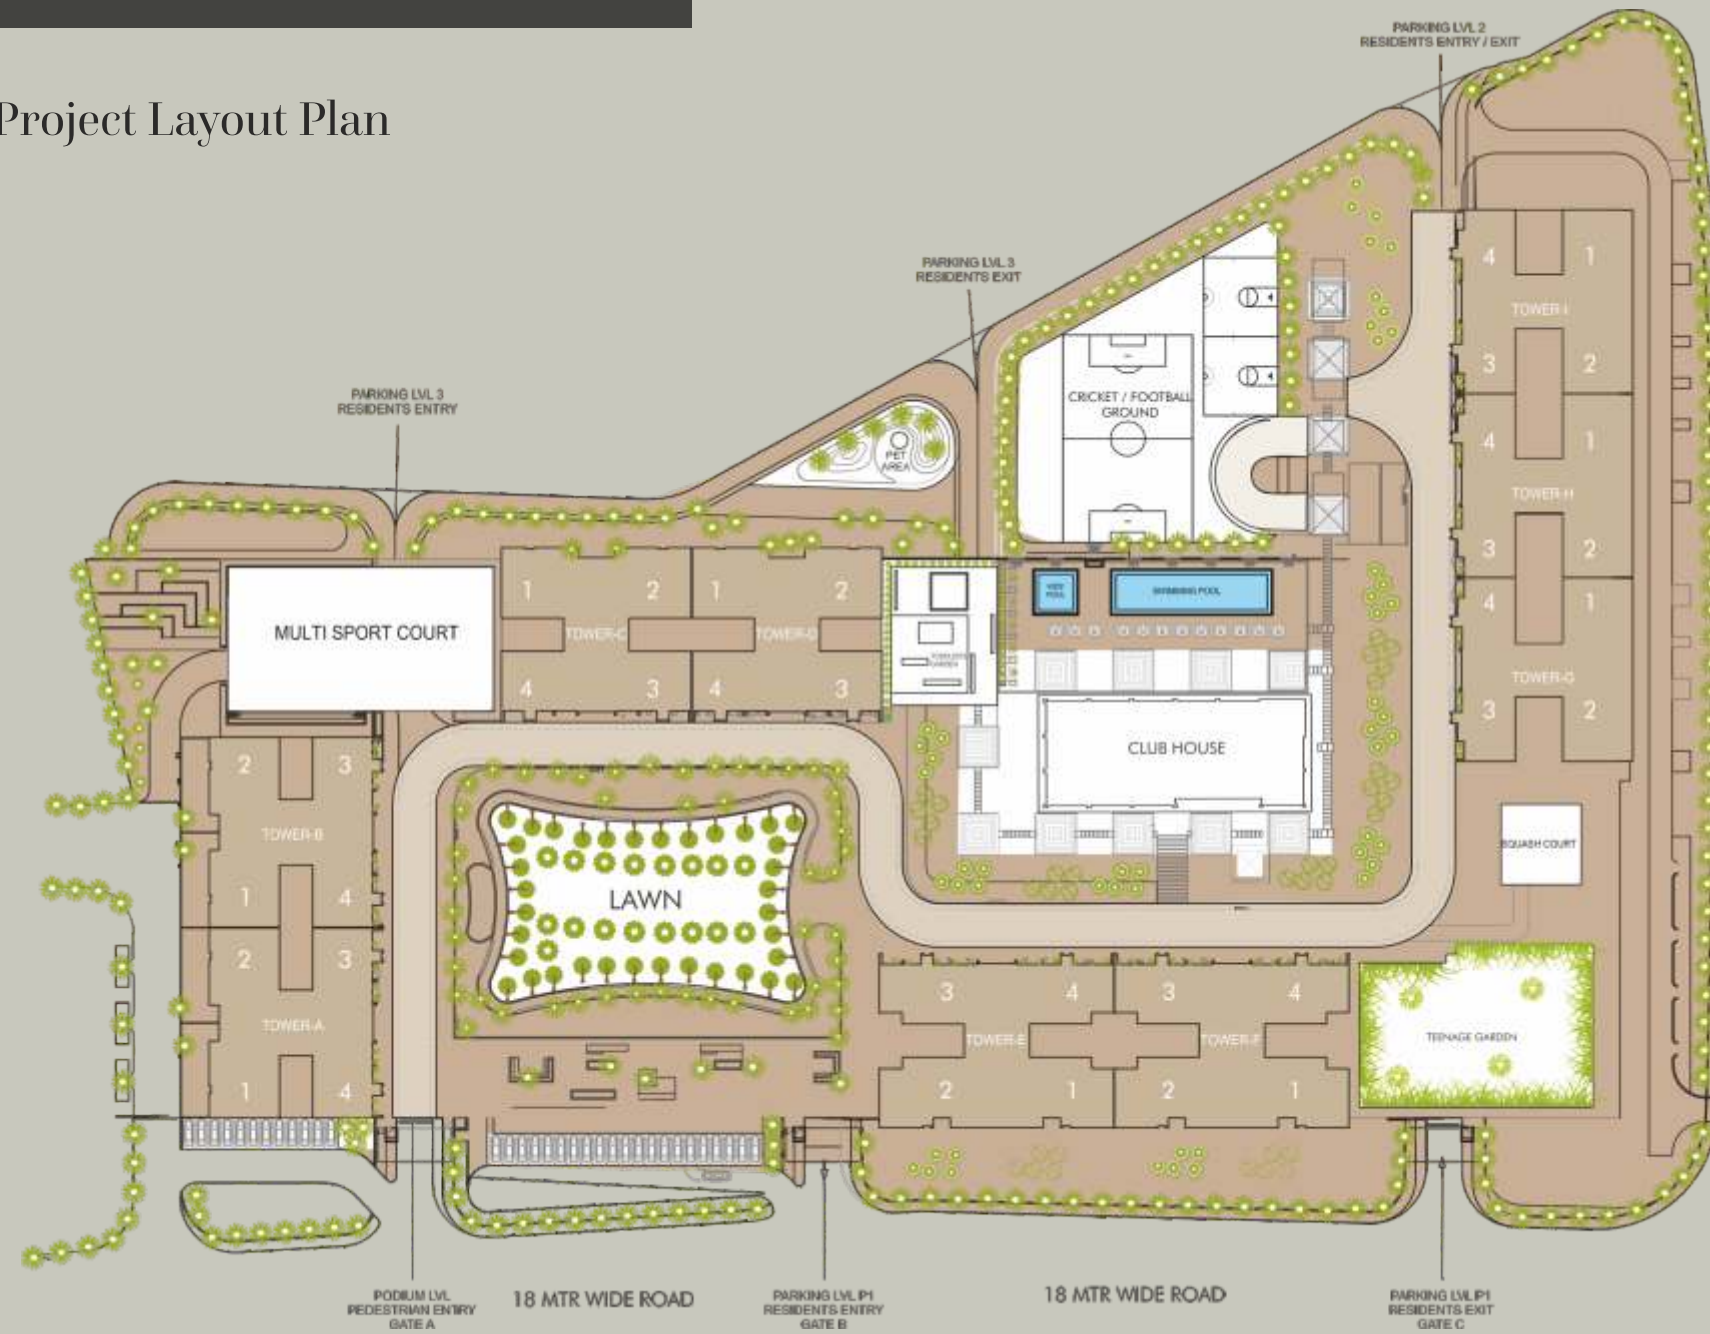 Project Layout Plan
PARKING LVL 2
RESIDENTS ENTRY / EXIT
PARKING LVL 3
RESIDENTS EXIT
PARKING LVL 3
RESIDENTS ENTRY
4 1
TOWER-I
3 2
4 1
TOWER-H
3 2
4 1
TOWER-G
3 2
CRICKET / FOOTBALL
GROUND
PET
AREA
MULTI SPORT COURT
1 2
TOWER-C
4 3
1 2
TOWER-D
4 3
GARDEN
KIDS
POOL
SWIMMING POOL
CLUB HOUSE
SQUASH COURT
2 3
TOWER-B
1 4
2 3
TOWER-A
1 4
LAWN
3 4
TOWER-E
2 1
3 4
TOWER-F
2 1
TEENAGE GARDEN
PODIUM LVL
PEDESTRIAN ENTRY
GATE A
18 MTR WIDE ROAD
PARKING LVL P1
RESIDENTS ENTRY
GATE B
18 MTR WIDE ROAD
PARKING LVL P1
RESIDENTS EXIT
GATE C